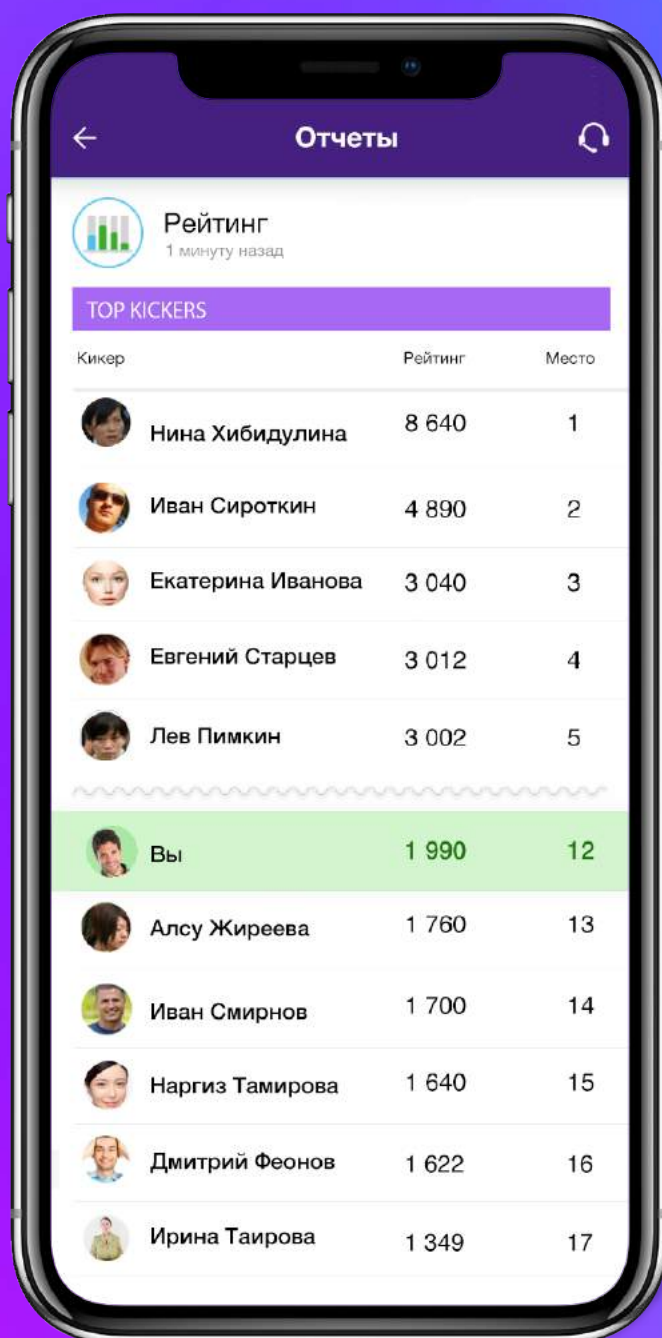 Отчеты
Рейтинг
1 минуту назад
TOP KICKERS
Кикер Рейтинг Место
Нина Хибидулина 8 640 1
Иван Сироткин 4 890 2
Екатерина Иванова 3 040 3
Евгений Старцев 3 012 4
Лев Пимкин 3 002 5
Вы 1 990 12
Алсу Жиреева 1 760 13
Иван Смирнов 1 700 14
Наргиз Тамирова 1 640 15
Дмитрий Феонов 1 622 16
Ирина Таирова 1 349 17